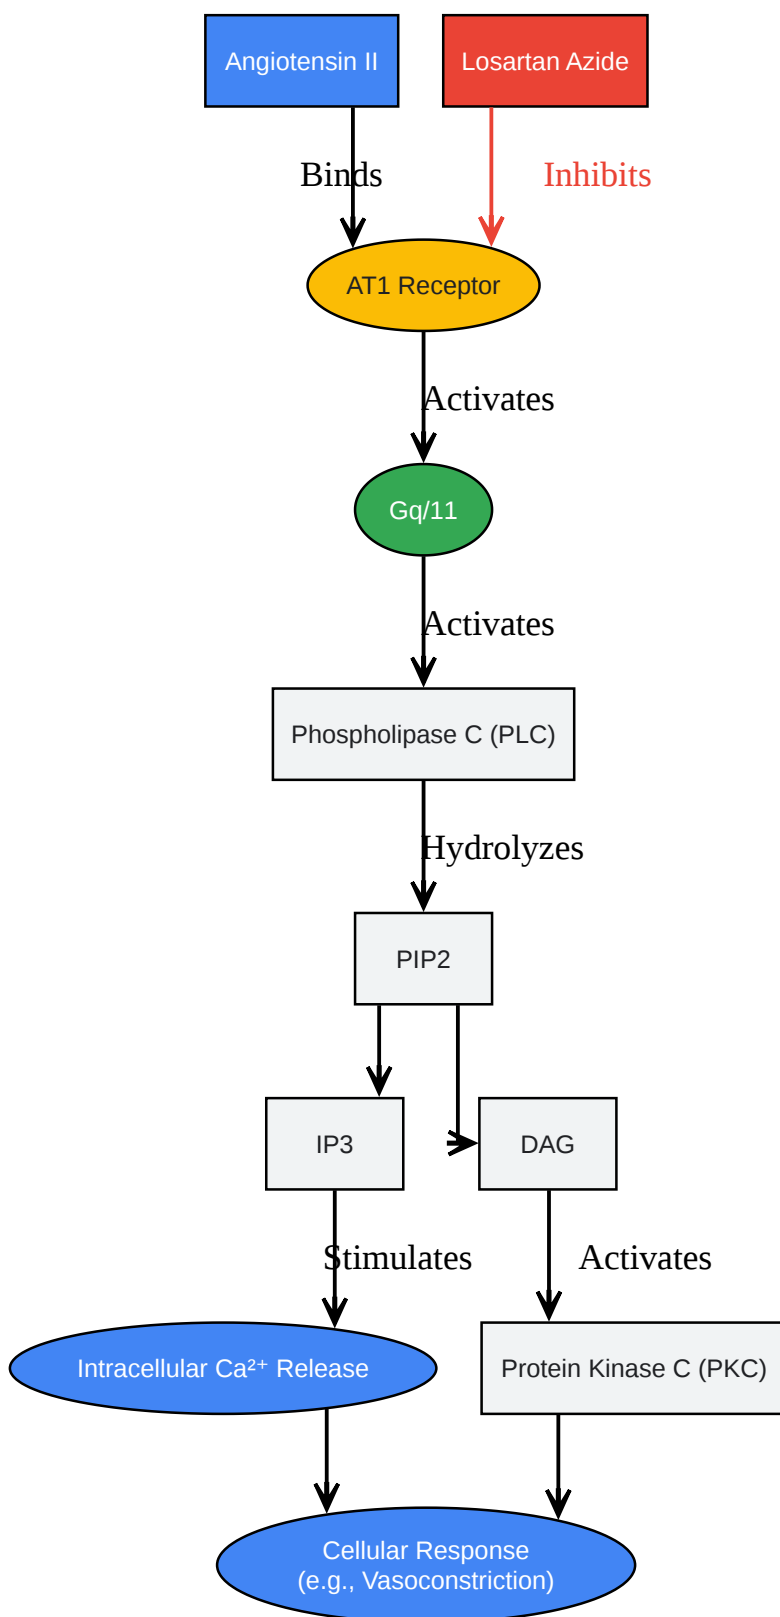 Angiotensin II
Losartan Azide
Binds
Inhibits
AT1 Receptor
Activates
Gq/11
Activates
Phospholipase C (PLC)
Hydrolyzes
PIP2
IP3
DAG
Stimulates
Activates
Intracellular Ca²⁺ Release
Protein Kinase C (PKC)
Cellular Response
(e.g., Vasoconstriction)